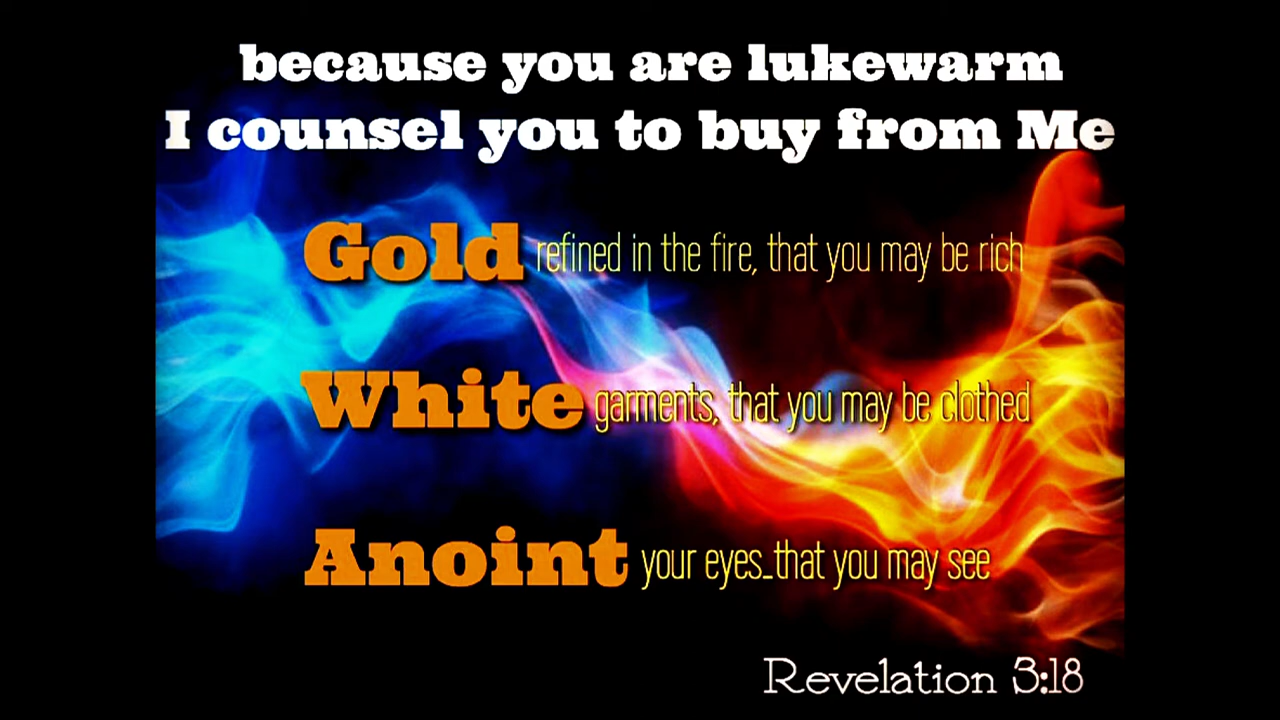 because you are lukewarm
I counsel you to buy from Me
Gold refined in the fire, that you may be rich
White garments, that you may be clothed
Anoint your eyes...that you may see
Revelation 3:18